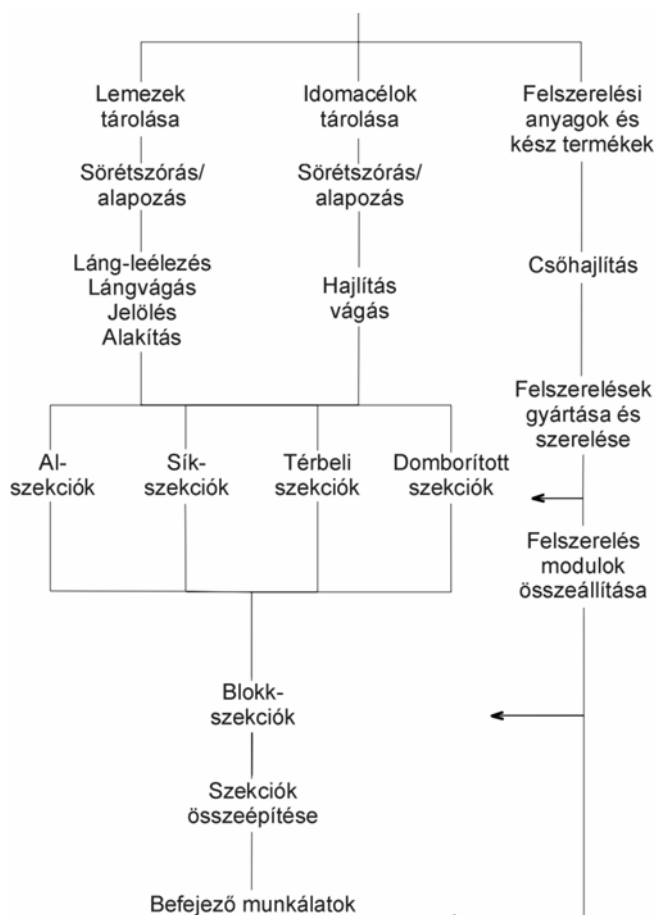 Lemezek
tárolása
Idomacélok
tárolása
Felszerelési
anyagok és
kész termékek
Sörétszórás/
alapozás
Sörétszórás/
alapozás
Láng-leélezés
Lángvágás
Jelölés
Alakítás
Hajlítás
vágás
Csőhajlítás
Felszerelések
gyártása és
szerelése
Al-
szekciók
Sík-
szekciók
Térbeli
szekciók
Domborított
szekciók
Felszerelés
modulok
összeállítása
Blokk-
szekciók
Szekciók
összeépítése
Befejező munkálatok